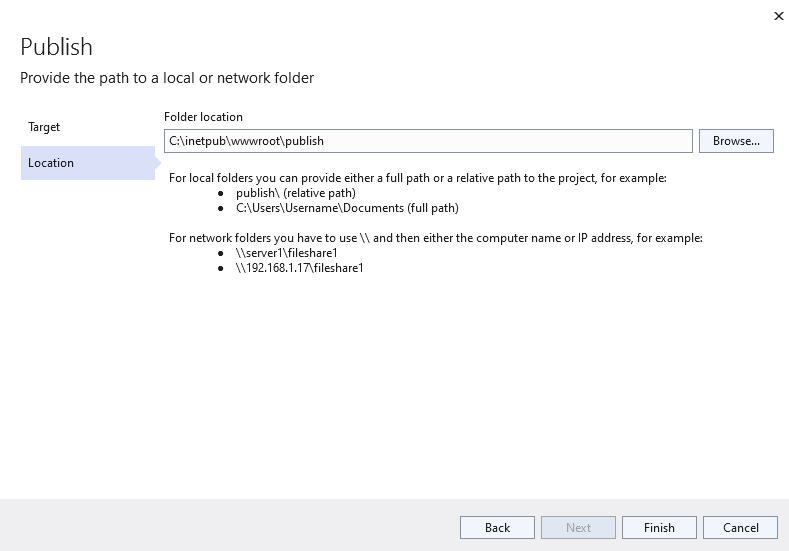 Publish
Provide the path to a local or network folder
Target
Location
Folder location
C:\inetpub\wwwroot\publish
Browse...
For local folders you can provide either a full path or a relative path to the project, for example:
● publish\ (relative path)
● C:\Users\Username\Documents (full path)
For network folders you have to use \\ and then either the computer name or IP address, for example:
● \\server1\fileshare1
● \\192.168.1.17\fileshare1
Back
Next
Finish
Cancel